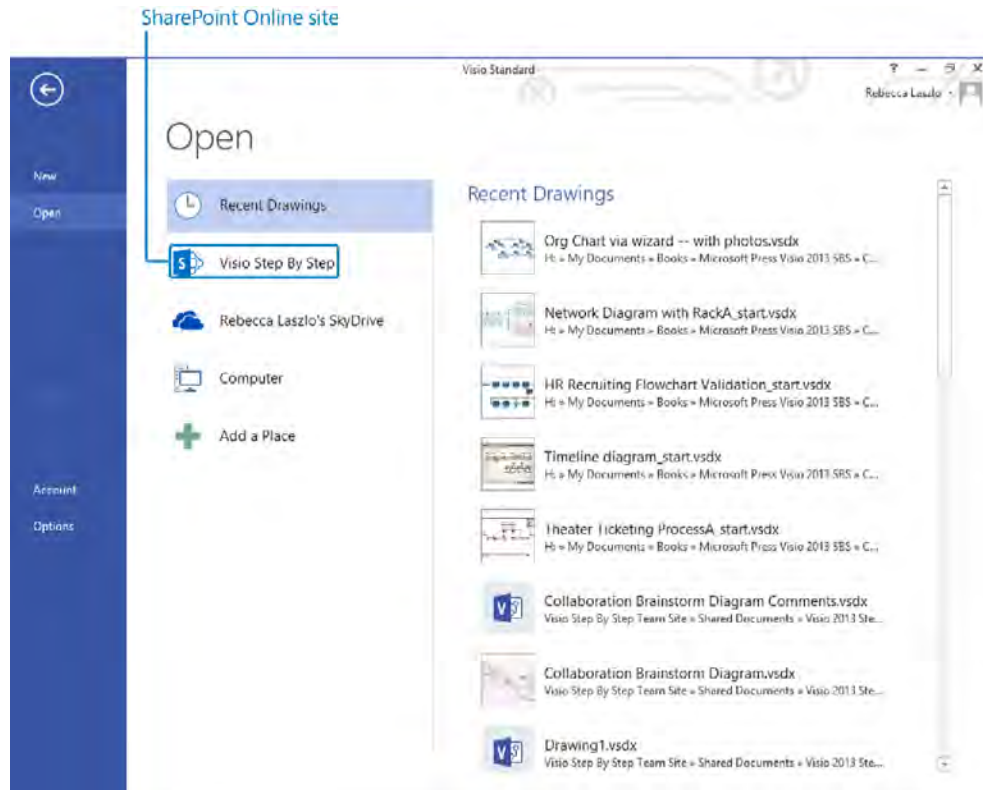 SharePoint Online site
Visio Standard
? – X
Rebecca Laszlo
Open
New
Open
Account
Options
Recent Drawings
Visio Step By Step
Rebecca Laszlo's SkyDrive
Computer
Add a Place
Recent Drawings
Org Chart via wizard -- with photos.vsdx
H: » My Documents » Books » Microsoft Press Visio 2013 SBS » C...
Network Diagram with RackA_start.vsdx
H: » My Documents » Books » Microsoft Press Visio 2013 SBS » C...
HR Recruiting Flowchart Validation_start.vsdx
H: » My Documents » Books » Microsoft Press Visio 2013 SBS » C...
Timeline diagram_start.vsdx
H: » My Documents » Books » Microsoft Press Visio 2013 SBS » C...
Theater Ticketing ProcessA_start.vsdx
H: » My Documents » Books » Microsoft Press Visio 2013 SBS » C...
Collaboration Brainstorm Diagram Comments.vsdx
Visio Step By Step Team Site » Shared Documents » Visio 2013 Ste...
Collaboration Brainstorm Diagram.vsdx
Visio Step By Step Team Site » Shared Documents » Visio 2013 Ste...
Drawing1.vsdx
Visio Step By Step Team Site » Shared Documents » Visio 2013 Ste...